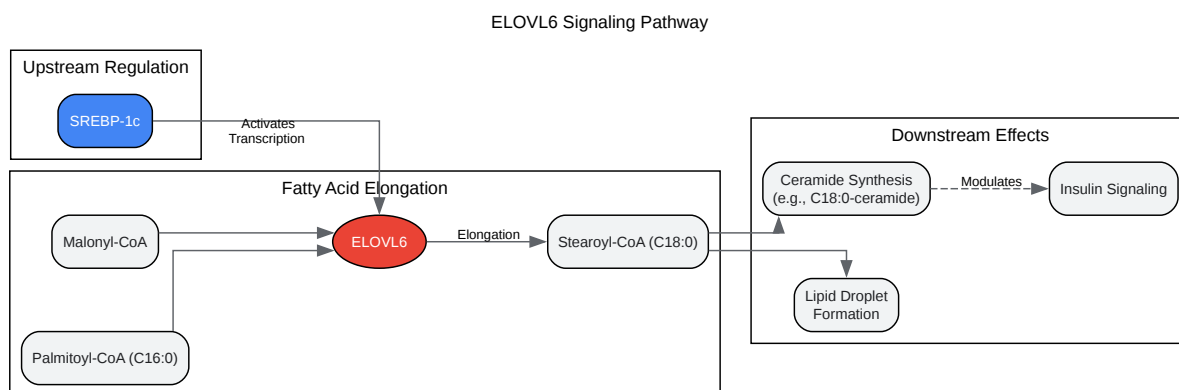 ELOVL6 Signaling Pathway
Upstream Regulation
SREBP-1c
Activates
Transcription
Fatty Acid Elongation
Malonyl-CoA
Palmitoyl-CoA (C16:0)
ELOVL6
Elongation
Stearoyl-CoA (C18:0)
Downstream Effects
Ceramide Synthesis
(e.g., C18:0-ceramide)
Modulates
Insulin Signaling
Lipid Droplet
Formation